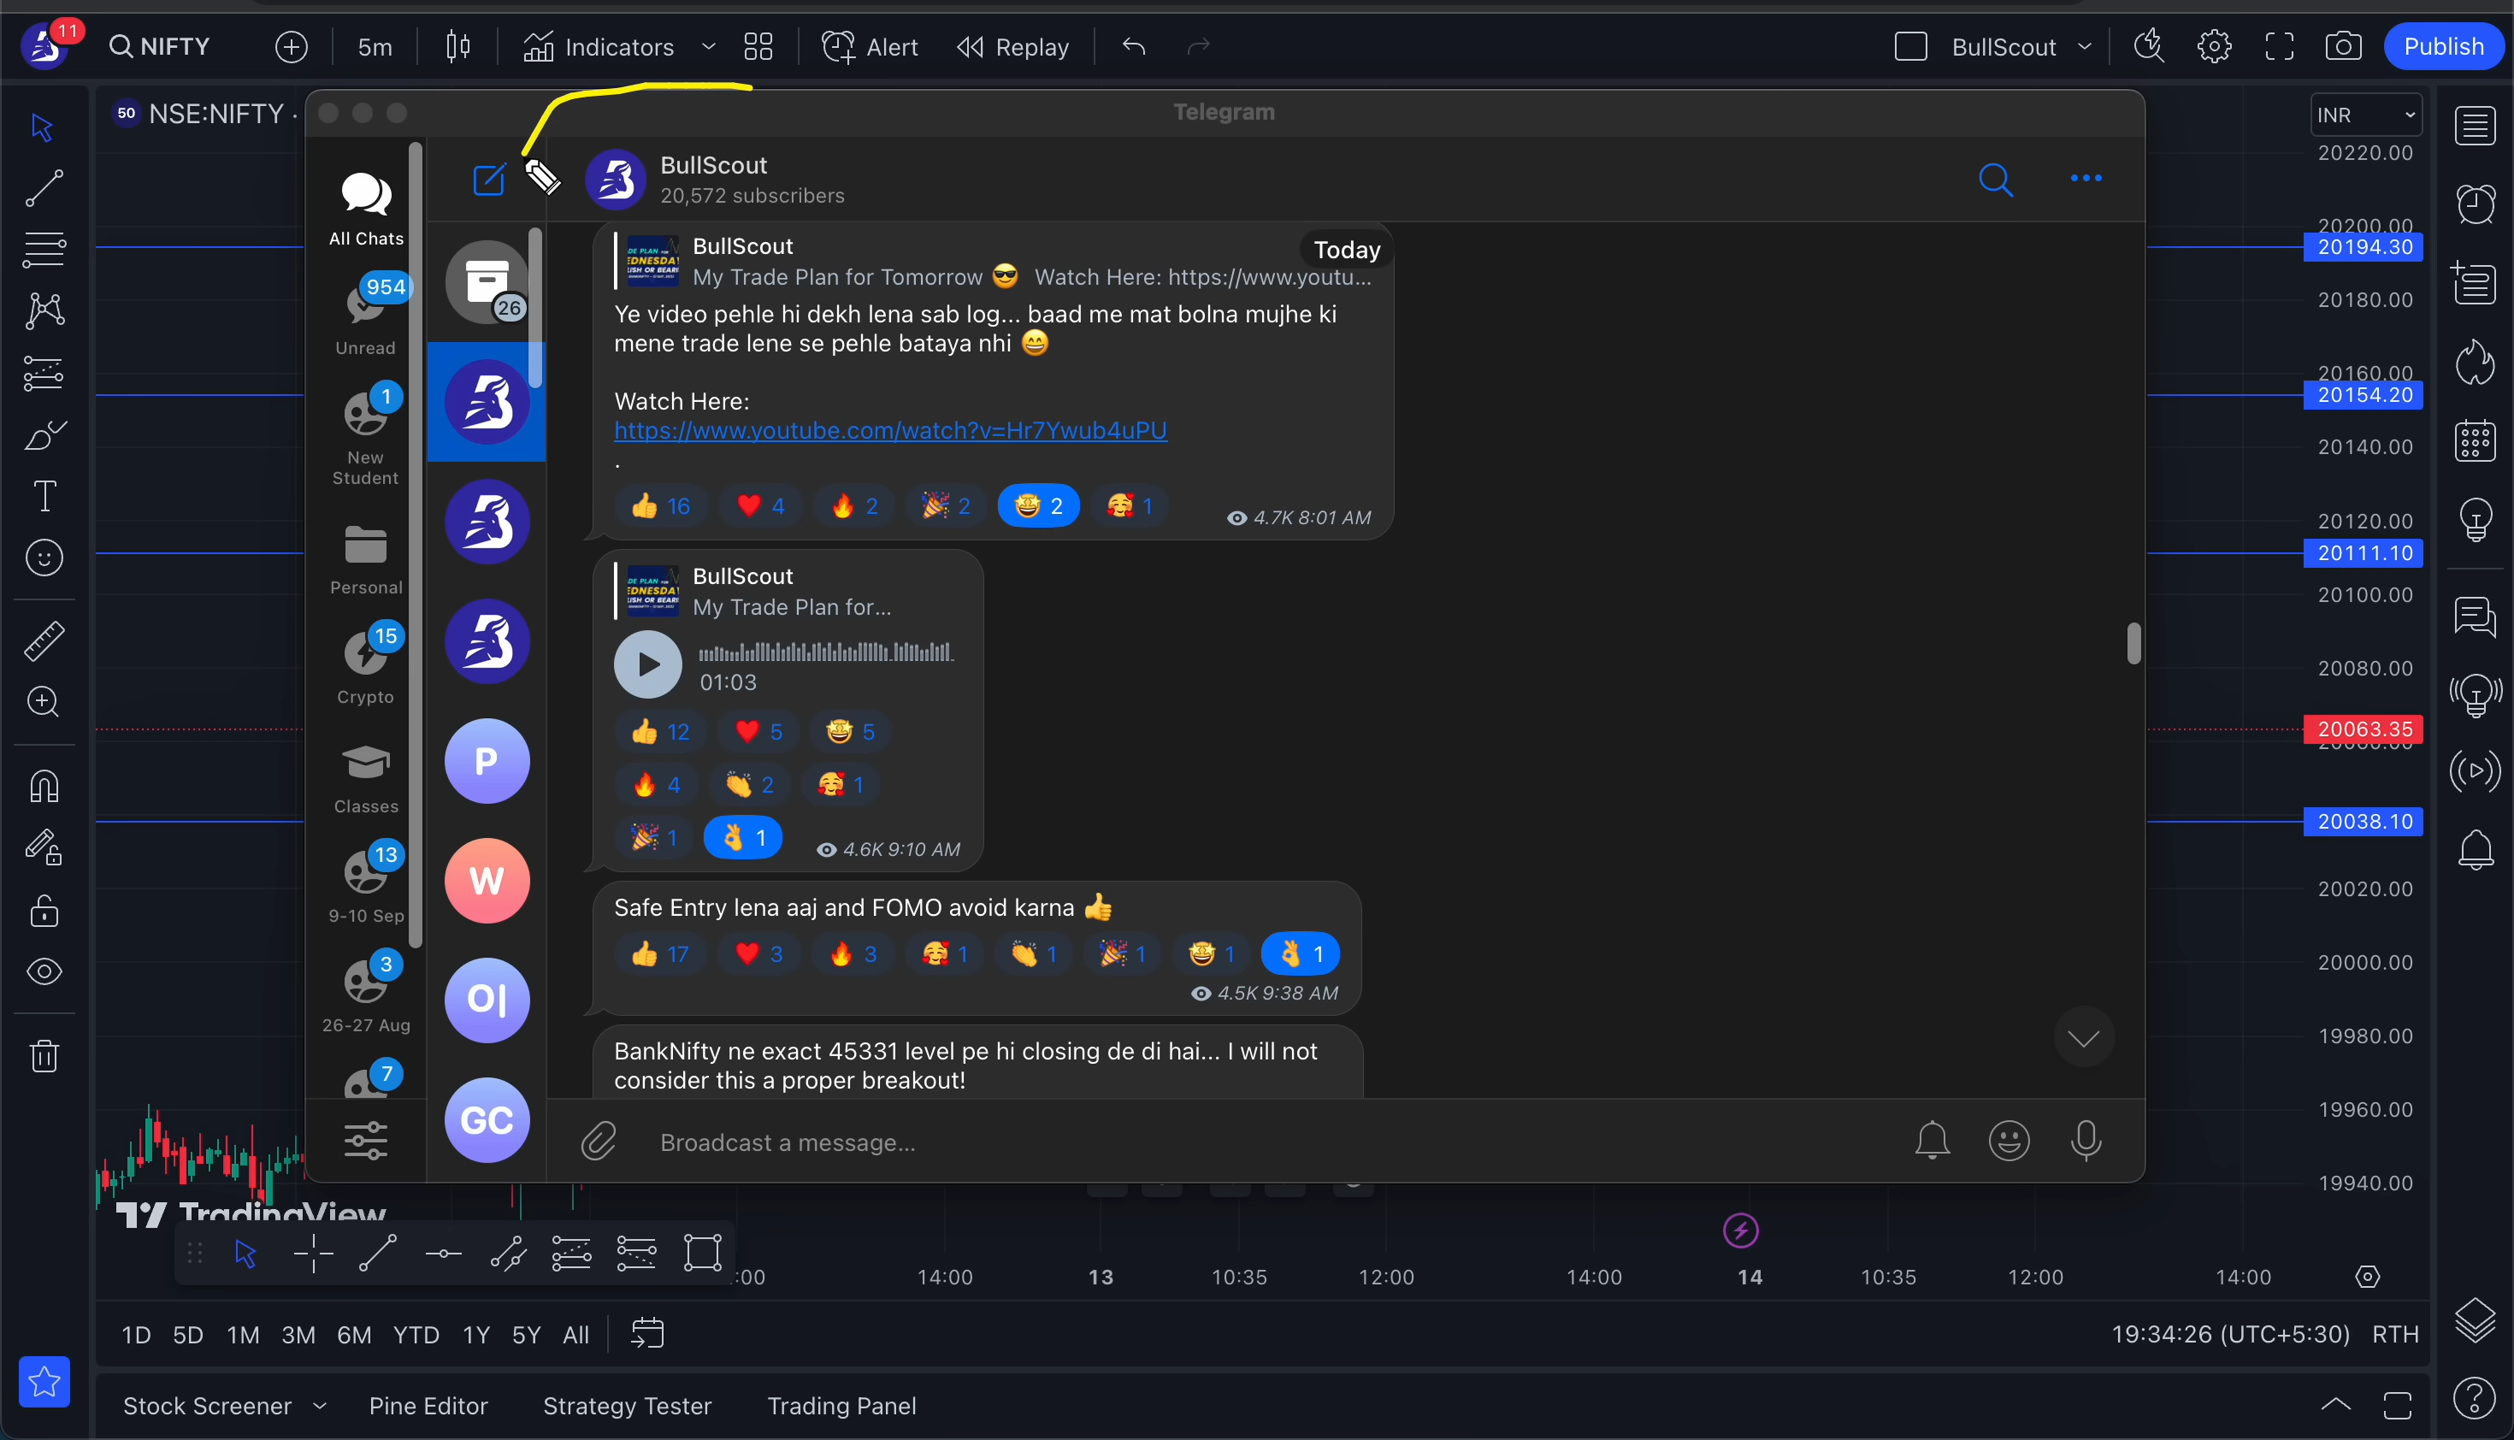 11
NIFTY
5m
Indicators
Alert
Replay
BullScout
Publish
50 NSE:NIFTY ·
Telegram
INR
All Chats
954
Unread
1
New
Student
Personal
15
Crypto
Classes
13
9-10 Sep
3
26-27 Aug
7
26
P
W
O|
GC
BullScout
20,572 subscribers
Today
BullScout
My Trade Plan for Tomorrow 😎 Watch Here: https://www.youtu...
Ye video pehle hi dekh lena sab log... baad me mat bolna mujhe ki
mene trade lene se pehle bataya nhi 😄
Watch Here:
https://www.youtube.com/watch?v=Hr7Ywub4uPU
.
👍 16 ❤️ 4 🔥 2 🎉 2 🤩 2 🥰 1
4.7K 8:01 AM
BullScout
My Trade Plan for...
01:03
👍 12 ❤️ 5 🤩 5
🔥 4 👏 2 🥰 1
🎉 1 👌 1
4.6K 9:10 AM
Safe Entry lena aaj and FOMO avoid karna 👍
👍 17 ❤️ 3 🔥 3 🥰 1 👏 1 🎉 1 🤩 1 👌 1
4.5K 9:38 AM
BankNifty ne exact 45331 level pe hi closing de di hai... I will not
consider this a proper breakout!
Broadcast a message...
20220.00
20200.00
20194.30
20180.00
20160.00
20154.20
20140.00
20120.00
20111.10
20100.00
20080.00
20063.35
20038.10
20020.00
20000.00
19980.00
19960.00
19940.00
TradingView
:00 14:00 13 10:35 12:00 14:00 14 10:35 12:00 14:00
1D 5D 1M 3M 6M YTD 1Y 5Y All
19:34:26 (UTC+5:30) RTH
Stock Screener Pine Editor Strategy Tester Trading Panel